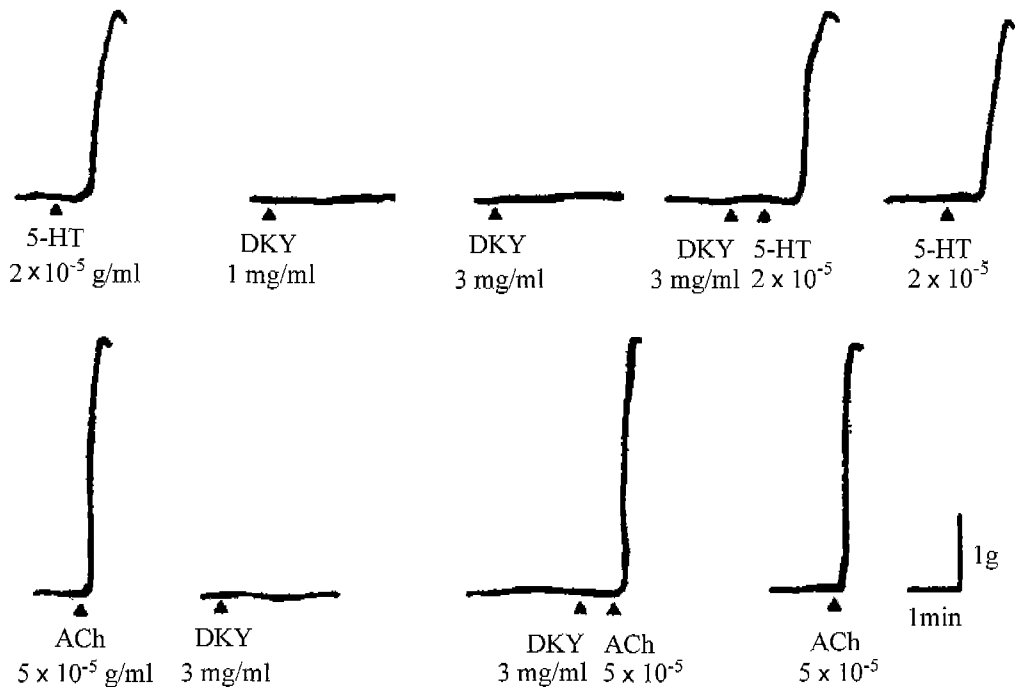 5-HT
2 x 10⁻⁵ g/ml
DKY
1 mg/ml
DKY
3 mg/ml
DKY 5-HT
3 mg/ml 2 x 10⁻⁵
5-HT
2 x 10⁻⁵
1g
1min
ACh
5 x 10⁻⁵ g/ml
DKY
3 mg/ml
DKY ACh
3 mg/ml 5 x 10⁻⁵
ACh
5 x 10⁻⁵